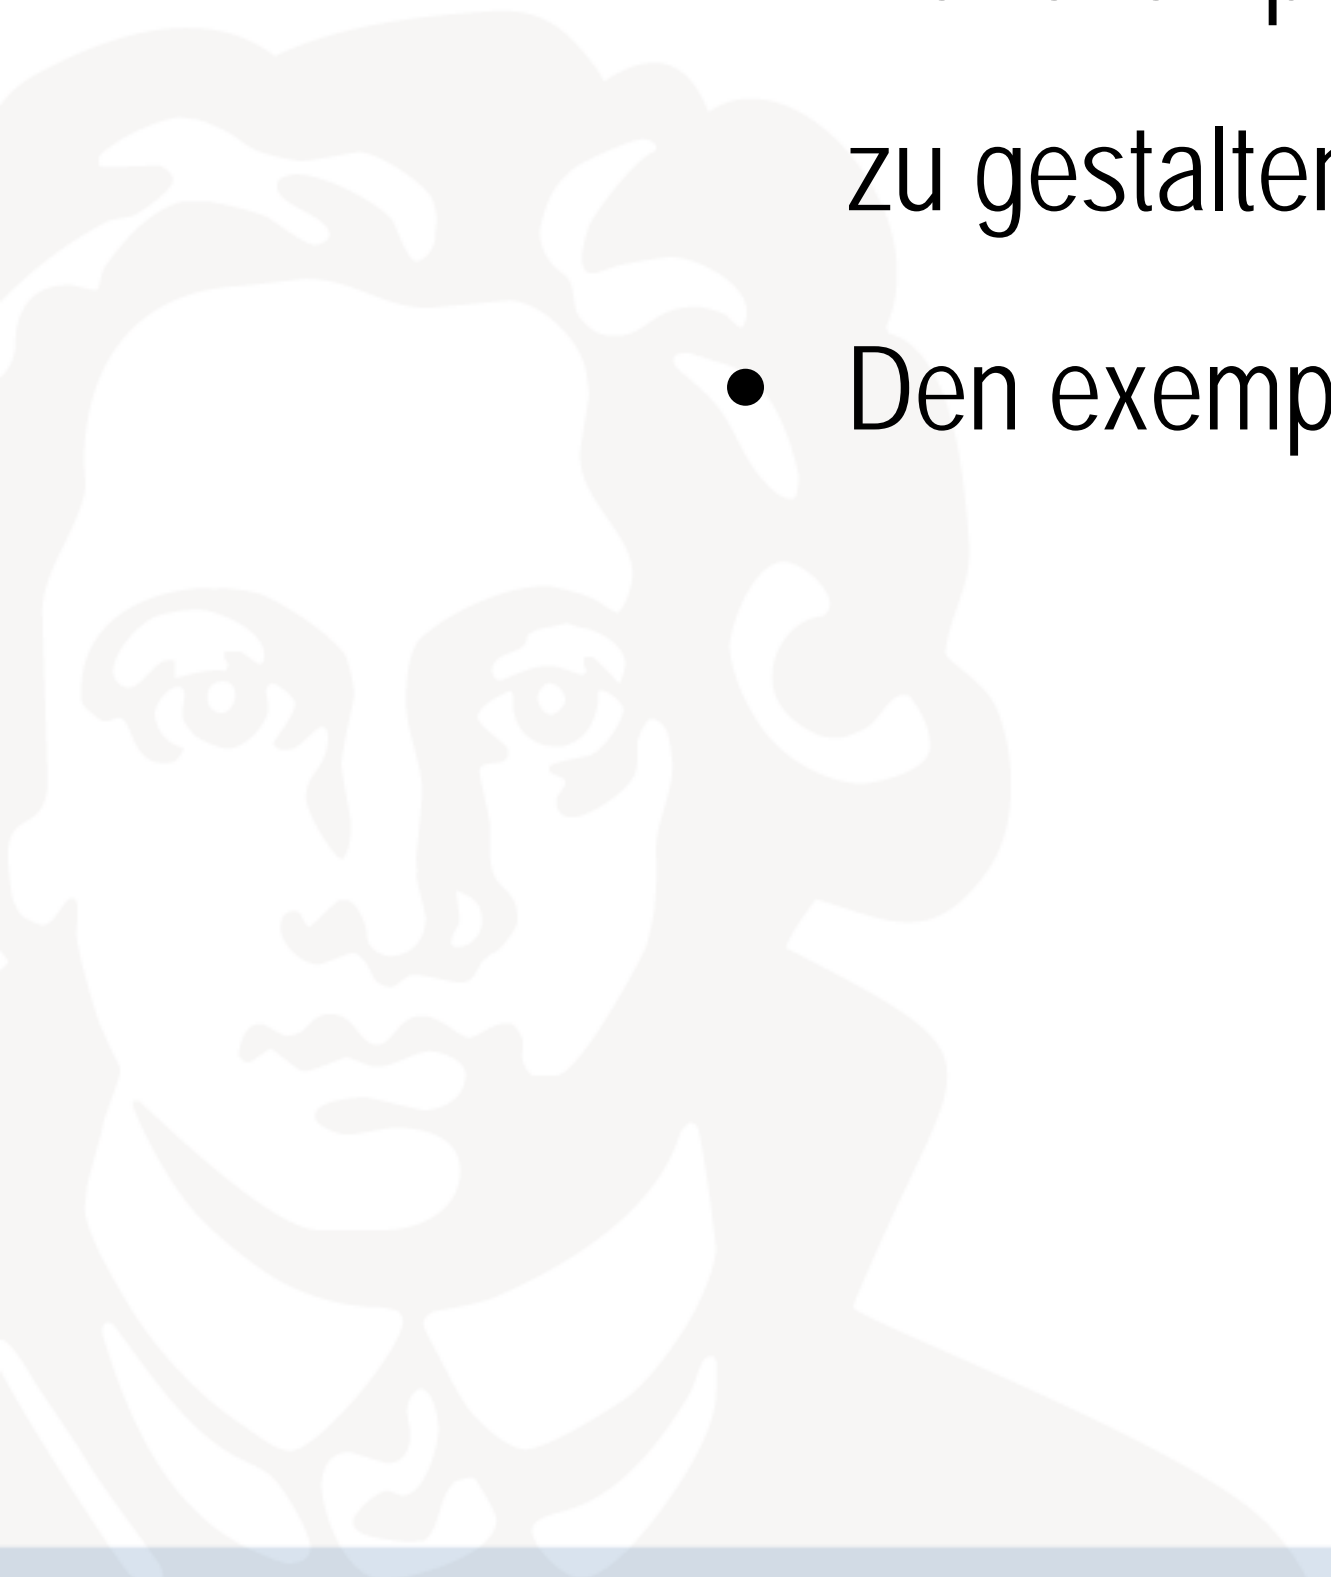 zu gestalten
• Den exemp